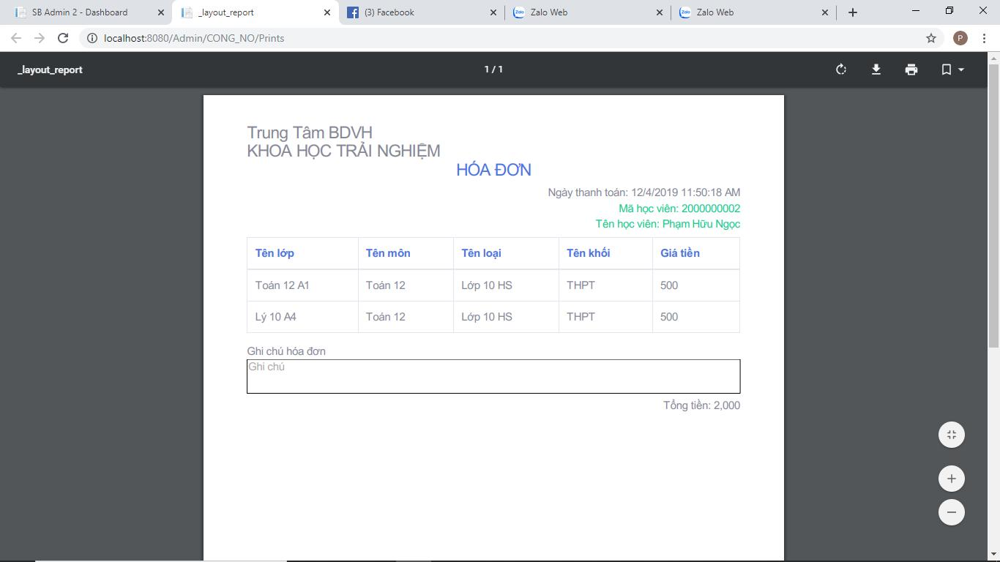 SB Admin 2 - Dashboard
_layout_report
(3) Facebook
Zalo Web
Zalo Web
localhost:8080/Admin/CONG_NO/Prints
P
_layout_report
1 / 1
Trung Tâm BDVH
KHOA HỌC TRẢI NGHIỆM
HÓA ĐƠN
Ngày thanh toán: 12/4/2019 11:50:18 AM
Mã học viên: 2000000002
Tên học viên: Phạm Hữu Ngọc
Tên lớp Tên môn Tên loại Tên khối Giá tiền
Toán 12 A1 Toán 12 Lớp 10 HS THPT 500
Lý 10 A4 Toán 12 Lớp 10 HS THPT 500
Ghi chú hóa đơn
Ghi chú
Tổng tiền: 2,000